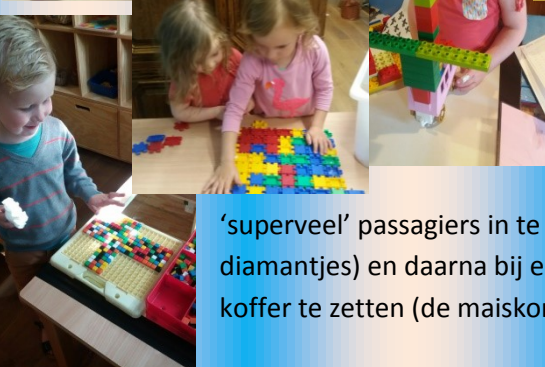 ‘superveel’ passagiers in te
diamantjes) en daarna bij e
koffer te zetten (de maiskor